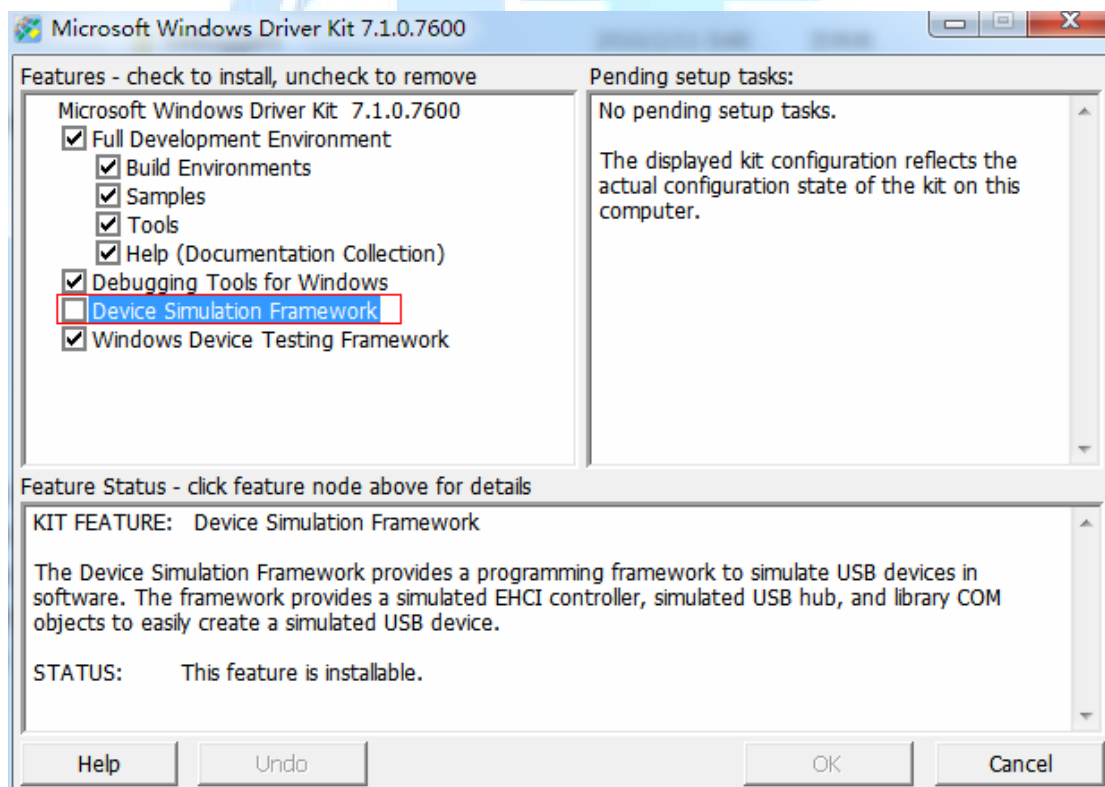 Microsoft Windows Driver Kit 7.1.0.7600
Features - check to install, uncheck to remove
Microsoft Windows Driver Kit 7.1.0.7600
Full Development Environment
Build Environments
Samples
Tools
Help (Documentation Collection)
Debugging Tools for Windows
Device Simulation Framework
Windows Device Testing Framework
Pending setup tasks:
No pending setup tasks.
The displayed kit configuration reflects the
actual configuration state of the kit on this
computer.
Feature Status - click feature node above for details
KIT FEATURE: Device Simulation Framework
The Device Simulation Framework provides a programming framework to simulate USB devices in
software. The framework provides a simulated EHCI controller, simulated USB hub, and library COM
objects to easily create a simulated USB device.
STATUS: This feature is installable.
Help
Undo
OK
Cancel